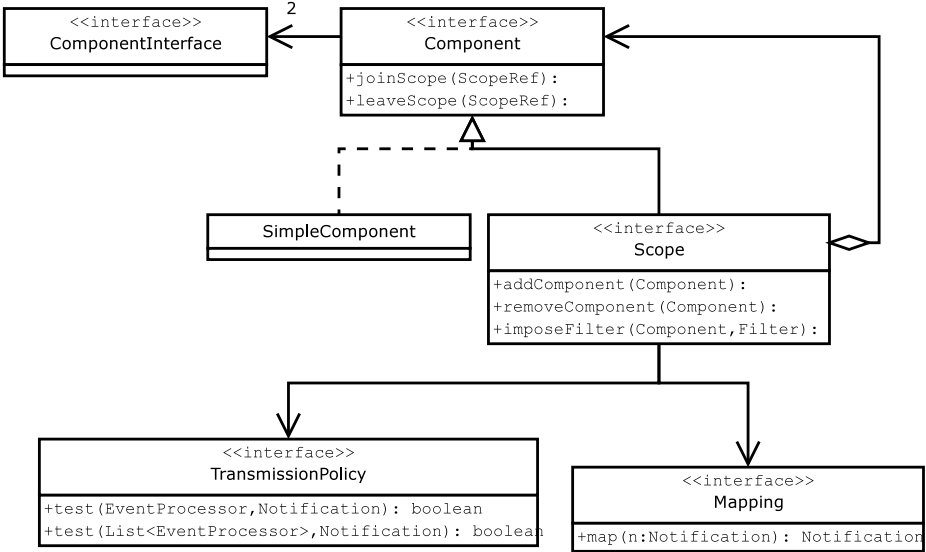 2
<<interface>>
ComponentInterface
<<interface>>
Component
+joinScope(ScopeRef):
+leaveScope(ScopeRef):
SimpleComponent
<<interface>>
Scope
+addComponent(Component):
+removeComponent(Component):
+imposeFilter(Component,Filter):
<<interface>>
TransmissionPolicy
+test(EventProcessor,Notification): boolean
+test(List<EventProcessor>,Notification): boolean
<<interface>>
Mapping
+map(n:Notification): Notification